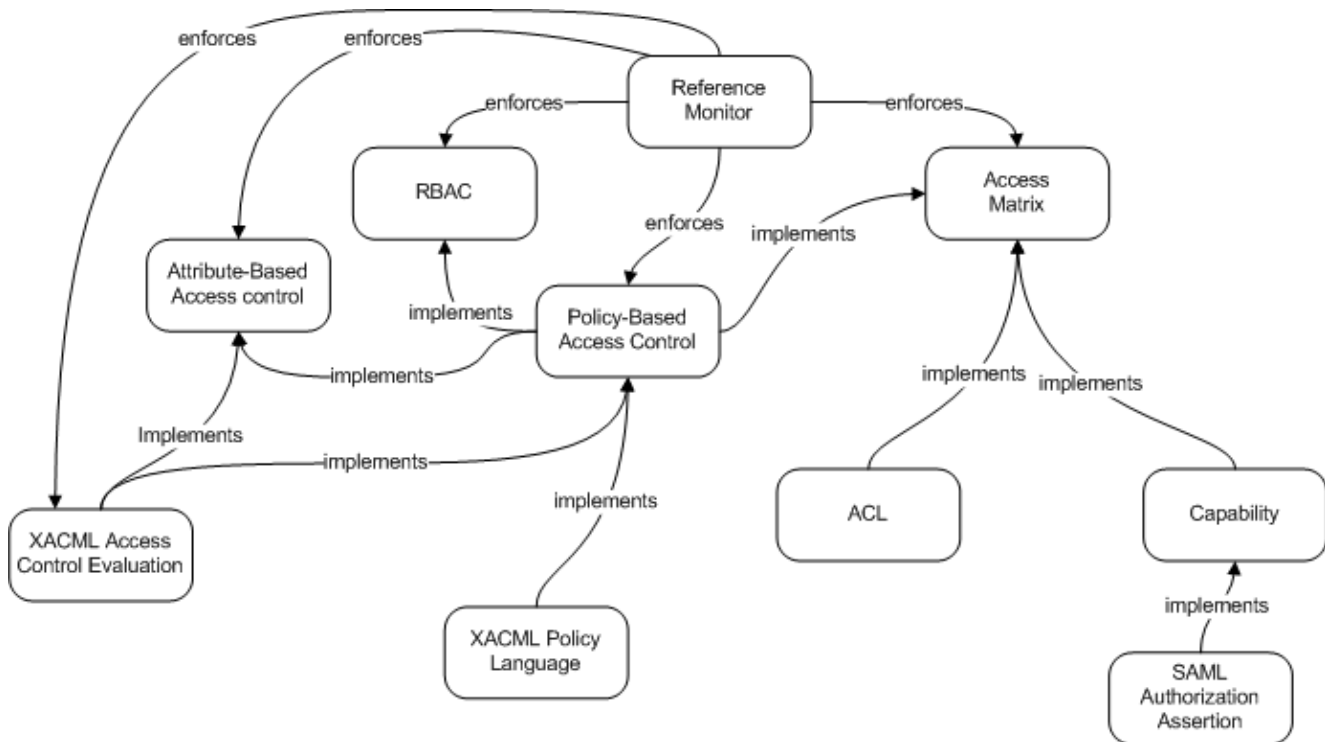 enforces
enforces
Reference
Monitor
enforces
enforces
RBAC
Access
Matrix
enforces
implements
Attribute-Based
Access control
implements
Policy-Based
Access Control
implements
implements
implements
Implements
implements
implements
ACL
Capability
XACML Access
Control Evaluation
implements
XACML Policy
Language
SAML
Authorization
Assertion